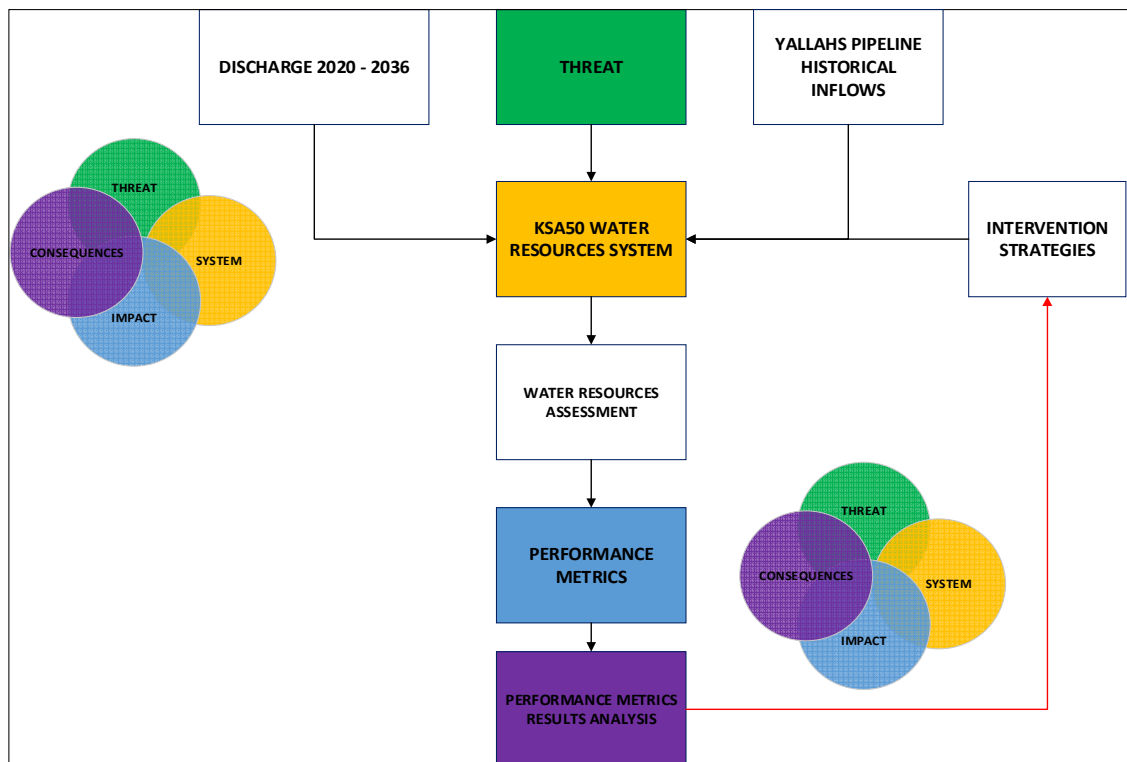 DISCHARGE 2020 - 2036
THREAT
YALLAHS PIPELINE
HISTORICAL
INFLOWS
THREAT
CONSEQUENCES
SYSTEM
IMPACT
KSA50 WATER
RESOURCES SYSTEM
INTERVENTION
STRATEGIES
WATER RESOURCES
ASSESSMENT
PERFORMANCE
METRICS
THREAT
CONSEQUENCES
SYSTEM
IMPACT
PERFORMANCE METRICS
RESULTS ANALYSIS